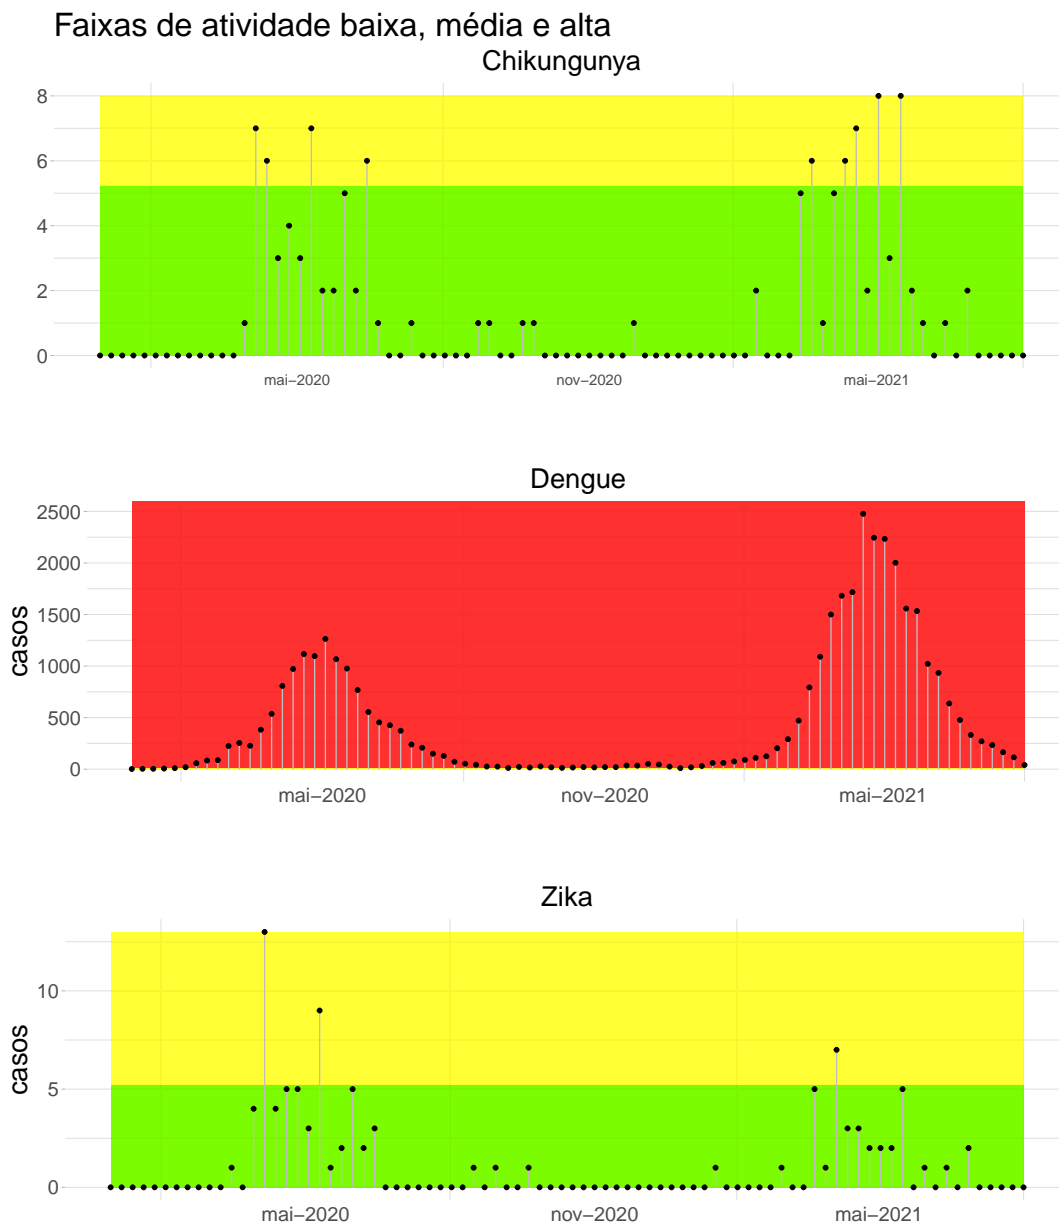 Faixas de atividade baixa, média e alta
Chikungunya
8
6
4
2
0
mai−2020 nov−2020 mai−2021
Dengue
casos
2500
2000
1500
1000
500
0
mai−2020 nov−2020 mai−2021
Zika
casos
10
5
0
mai−2020 nov−2020 mai−2021